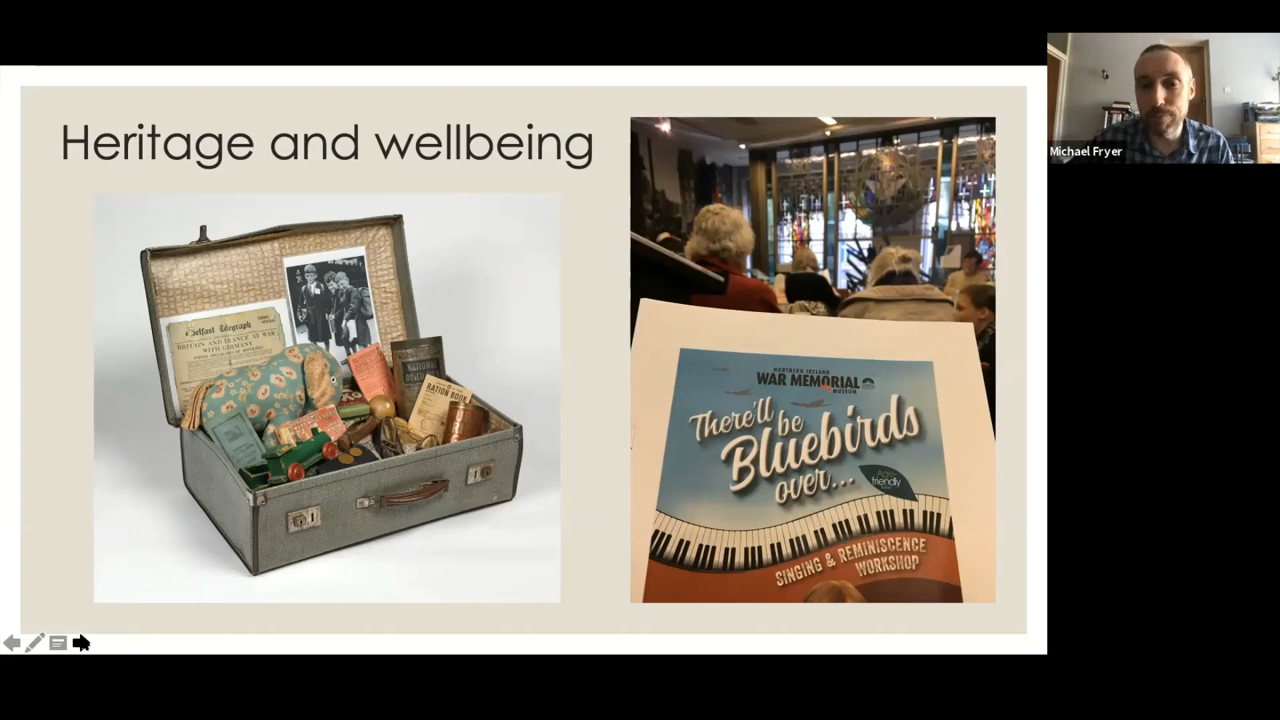 Heritage and wellbeing
Michael Fryer
Belfast Telegraph
BRITAIN AND FRANCE AT WAR
WITH GERMANY
NATIONAL
RATION BOOK
NORTHERN IRELAND
WAR MEMORIAL
MUSEUM
There'll be
Bluebirds
over...
friendly
SINGING & REMINISCENCE
WORKSHOP